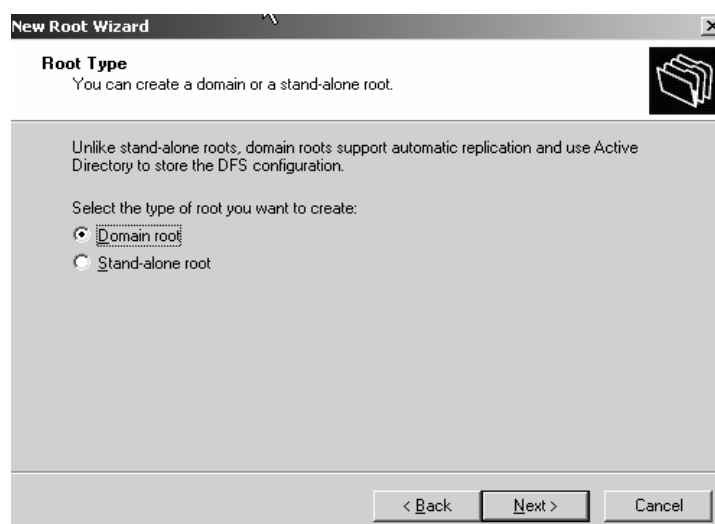 New Root Wizard
Root Type
You can create a domain or a stand-alone root.
Unlike stand-alone roots, domain roots support automatic replication and use Active
Directory to store the DFS configuration.
Select the type of root you want to create:
Domain root
Stand-alone root
< Back
Next >
Cancel